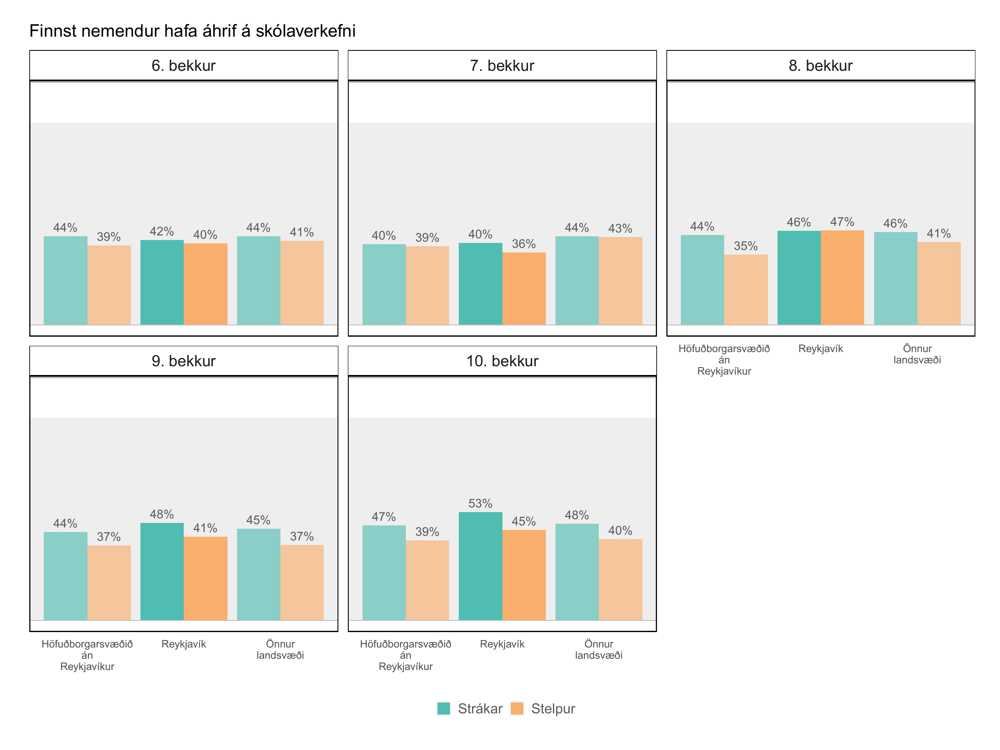 Finnst nemendur hafa áhrif á skólaverkefni
6. bekkur
44%
39%
42%
40%
44%
41%
7. bekkur
40%
39%
40%
36%
44%
43%
8. bekkur
44%
35%
46%
47%
46%
41%
Höfuðborgarsvæðið
án
Reykjavíkur
Reykjavík
Önnur
landsvæði
9. bekkur
44%
37%
48%
41%
45%
37%
Höfuðborgarsvæðið
án
Reykjavíkur
Reykjavík
Önnur
landsvæði
10. bekkur
47%
39%
53%
45%
48%
40%
Höfuðborgarsvæðið
án
Reykjavíkur
Reykjavík
Önnur
landsvæði
Strákar
Stelpur